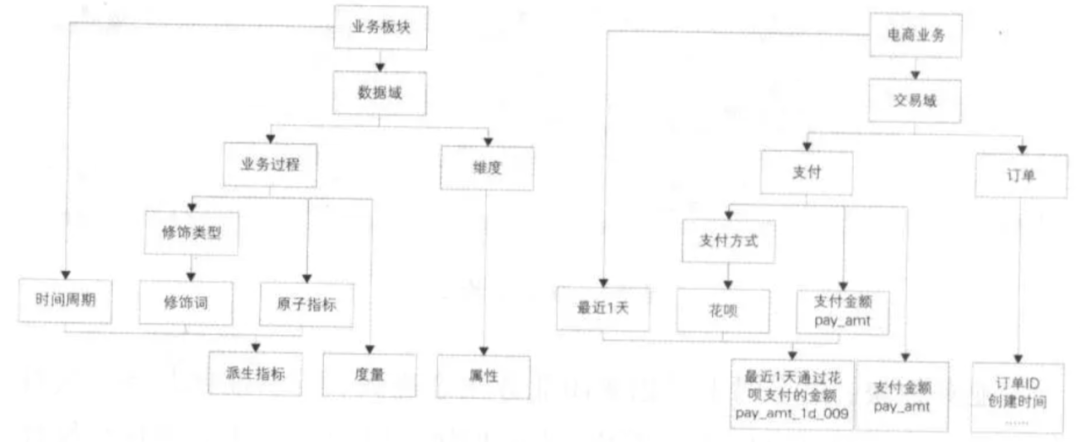 业务板块
数据域
业务过程
维度
修饰类型
时间周期
修饰词
原子指标
派生指标
度量
属性
电商业务
交易域
支付
订单
支付方式
最近1天
花呗
支付金额
pay_amt
最近1天通过花
呗支付的金额
pay_amt_1d_009
支付金额
pay_amt
订单ID
创建时间
......